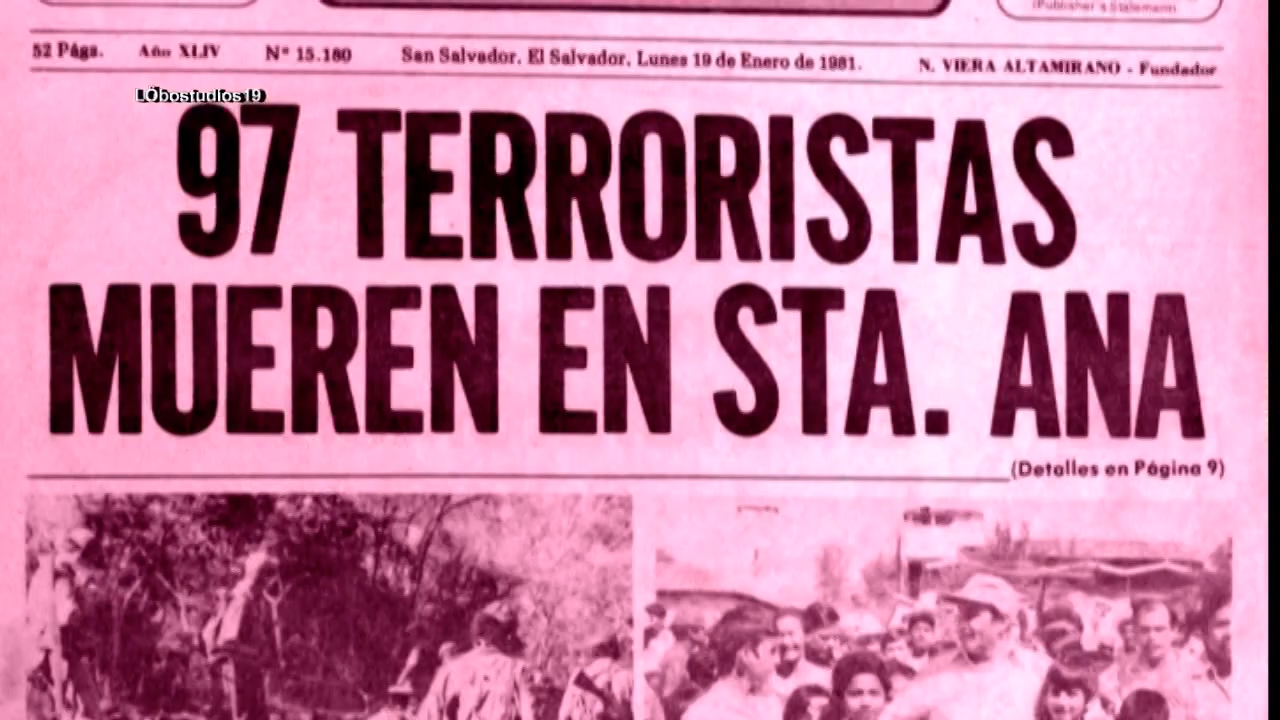 (Publisher's Statement)
52 Págs.   Año XLIV   Nº 15.180   San Salvador, El Salvador, Lunes 19 de Enero de 1981.   N. VIERA ALTAMIRANO - Fundador
LÖbostudios19
97 TERRORISTAS
MUEREN EN STA. ANA
(Detalles en Página 9)